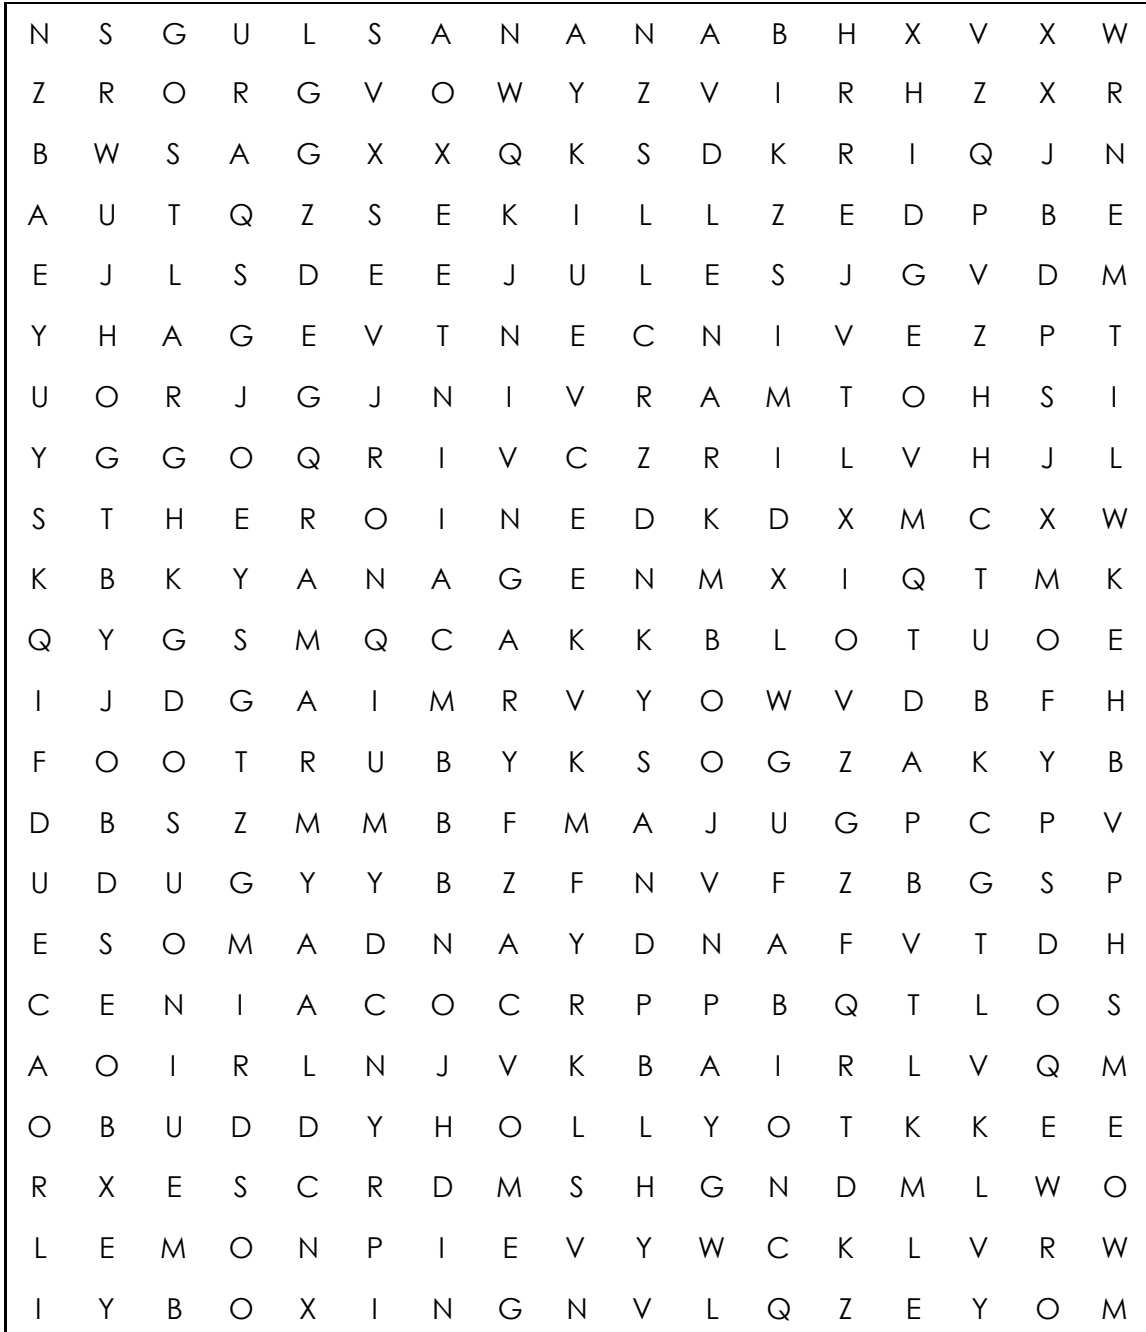 N S G U L S A N A N A B H X V X W
Z R O R G V O W Y Z V I R H Z X R
B W S A G X X Q K S D K R I Q J N
A U T Q Z S E K I L L Z E D P B E
E J L S D E E J U L E S J G V D M
Y H A G E V T N E C N I V E Z P T
U O R J G J N I V R A M T O H S I
Y G G O Q R I V C Z R I L V H J L
S T H E R O I N E D K D X M C X W
K B K Y A N A G E N M X I Q T M K
Q Y G S M Q C A K K B L O T U O E
I J D G A I M R V Y O W V D B F H
F O O T R U B Y K S O G Z A K Y B
D B S Z M M B F M A J U G P C P V
U D U G Y Y B Z F N V F Z B G S P
E S O M A D N A Y D N A F V T D H
C E N I A C O C R P P B Q T L O S
A O I R L N J V K B A I R L V Q M
O B U D D Y H O L L Y O T K K E E
R X E S C R D M S H G N D M L W O
L E M O N P I E V Y W C K L V R W
I Y B O X I N G N V L Q Z E Y O M